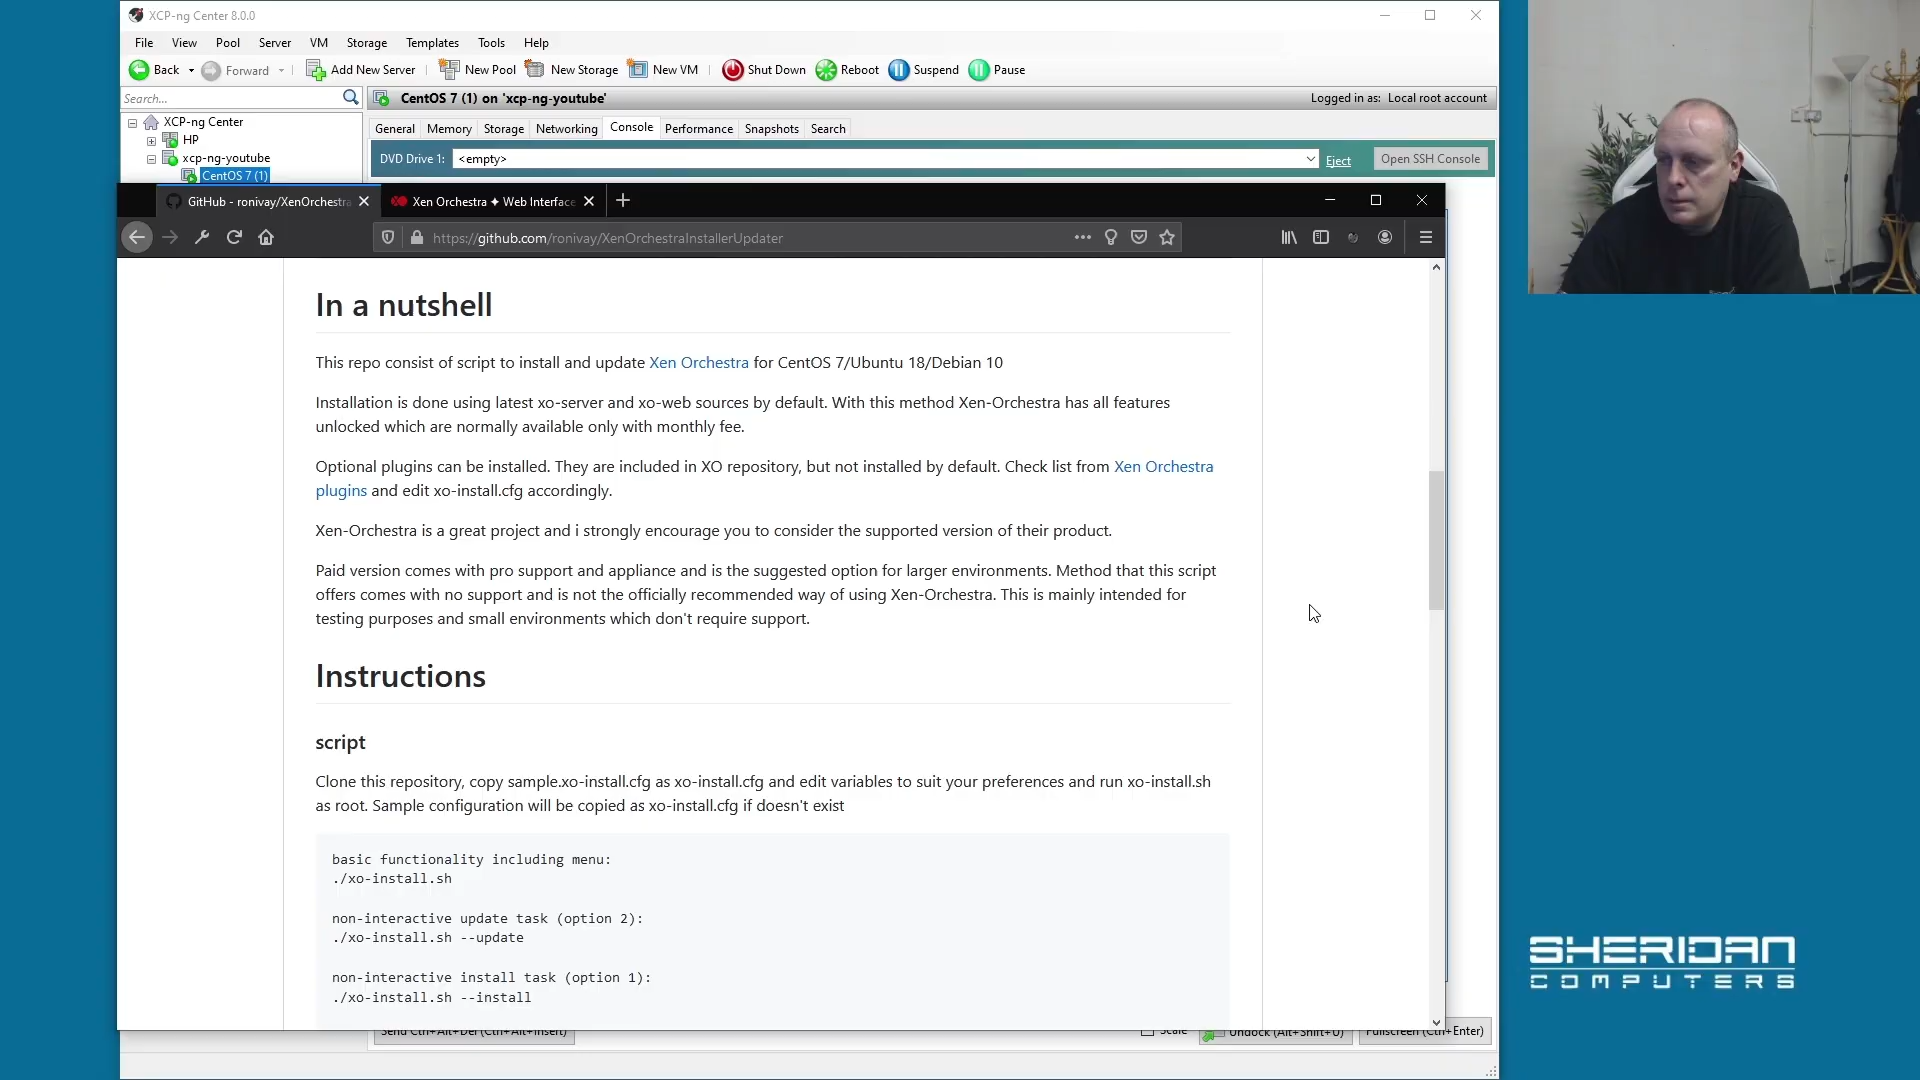 XCP-ng Center 8.0.0
File View Pool Server VM Storage Templates Tools Help
Back Forward Add New Server New Pool New Storage New VM Shut Down Reboot Suspend Pause
Search...
CentOS 7 (1) on 'xcp-ng-youtube'
Logged in as: Local root account
XCP-ng Center
HP
xcp-ng-youtube
CentOS 7 (1)
General Memory Storage Networking Console Performance Snapshots Search
DVD Drive 1: <empty> Eject Open SSH Console
GitHub - ronivay/XenOrchestra
Xen Orchestra ✦ Web Interface
https://github.com/ronivay/XenOrchestraInstallerUpdater
In a nutshell
This repo consist of script to install and update Xen Orchestra for CentOS 7/Ubuntu 18/Debian 10
Installation is done using latest xo-server and xo-web sources by default. With this method Xen-Orchestra has all features
unlocked which are normally available only with monthly fee.
Optional plugins can be installed. They are included in XO repository, but not installed by default. Check list from Xen Orchestra
plugins and edit xo-install.cfg accordingly.
Xen-Orchestra is a great project and i strongly encourage you to consider the supported version of their product.
Paid version comes with pro support and appliance and is the suggested option for larger environments. Method that this script
offers comes with no support and is not the officially recommended way of using Xen-Orchestra. This is mainly intended for
testing purposes and small environments which don't require support.
Instructions
script
Clone this repository, copy sample.xo-install.cfg as xo-install.cfg and edit variables to suit your preferences and run xo-install.sh
as root. Sample configuration will be copied as xo-install.cfg if doesn't exist
basic functionality including menu:
./xo-install.sh
non-interactive update task (option 2):
./xo-install.sh --update
non-interactive install task (option 1):
./xo-install.sh --install
Send Ctrl+Alt+Del (Ctrl+Alt+Insert)
Scale
Undock (Alt+Shift+U)
Fullscreen (Ctrl+Enter)
SHERIDAN
COMPUTERS